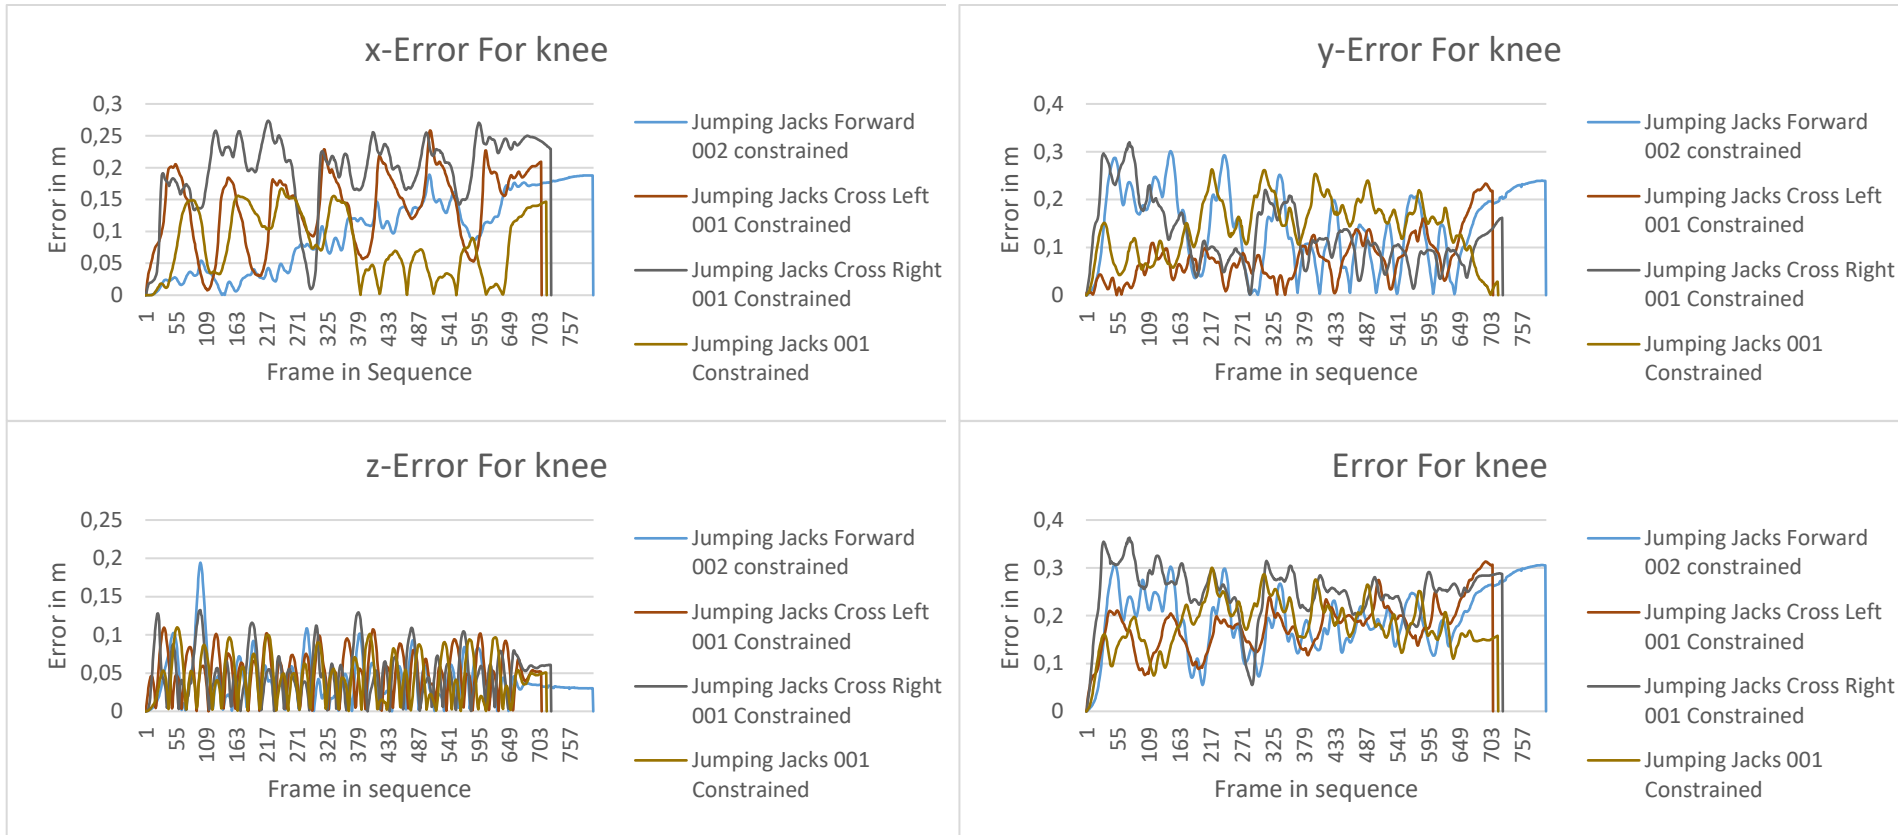 x-Error For knee
0,3
0,25
0,2
0,15
0,1
0,05
0
Error in m
1
55
109
163
217
271
325
379
433
487
541
595
649
703
757
Frame in Sequence
Jumping Jacks Forward
002 constrained
Jumping Jacks Cross Left
001 Constrained
Jumping Jacks Cross Right
001 Constrained
Jumping Jacks 001
Constrained
y-Error For knee
0,4
0,3
0,2
0,1
0
Error in m
1
55
109
163
217
271
325
379
433
487
541
595
649
703
757
Frame in sequence
Jumping Jacks Forward
002 constrained
Jumping Jacks Cross Left
001 Constrained
Jumping Jacks Cross Right
001 Constrained
Jumping Jacks 001
Constrained
z-Error For knee
0,25
0,2
0,15
0,1
0,05
0
Error in m
1
55
109
163
217
271
325
379
433
487
541
595
649
703
757
Frame in sequence
Jumping Jacks Forward
002 constrained
Jumping Jacks Cross Left
001 Constrained
Jumping Jacks Cross Right
001 Constrained
Jumping Jacks 001
Constrained
Error For knee
0,4
0,3
0,2
0,1
0
Error in m
1
55
109
163
217
271
325
379
433
487
541
595
649
703
757
Frame in sequence
Jumping Jacks Forward
002 constrained
Jumping Jacks Cross Left
001 Constrained
Jumping Jacks Cross Right
001 Constrained
Jumping Jacks 001
Constrained